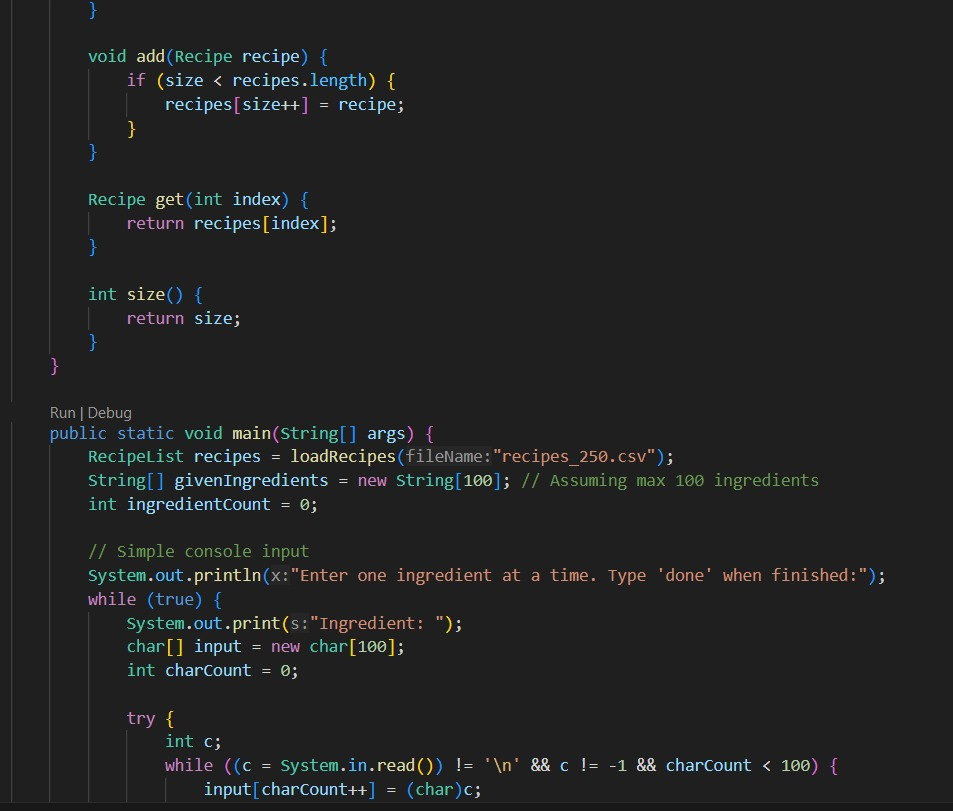 }
void add(Recipe recipe) {
if (size < recipes.length) {
recipes[size++] = recipe;
}
}
Recipe get(int index) {
return recipes[index];
}
int size() {
return size;
}
}
Run | Debug
public static void main(String[] args) {
RecipeList recipes = loadRecipes(fileName:"recipes_250.csv");
String[] givenIngredients = new String[100]; // Assuming max 100 ingredients
int ingredientCount = 0;
// Simple console input
System.out.println(x:"Enter one ingredient at a time. Type 'done' when finished:");
while (true) {
System.out.print(s:"Ingredient: ");
char[] input = new char[100];
int charCount = 0;
try {
int c;
while ((c = System.in.read()) != '\n' && c != -1 && charCount < 100) {
input[charCount++] = (char)c;